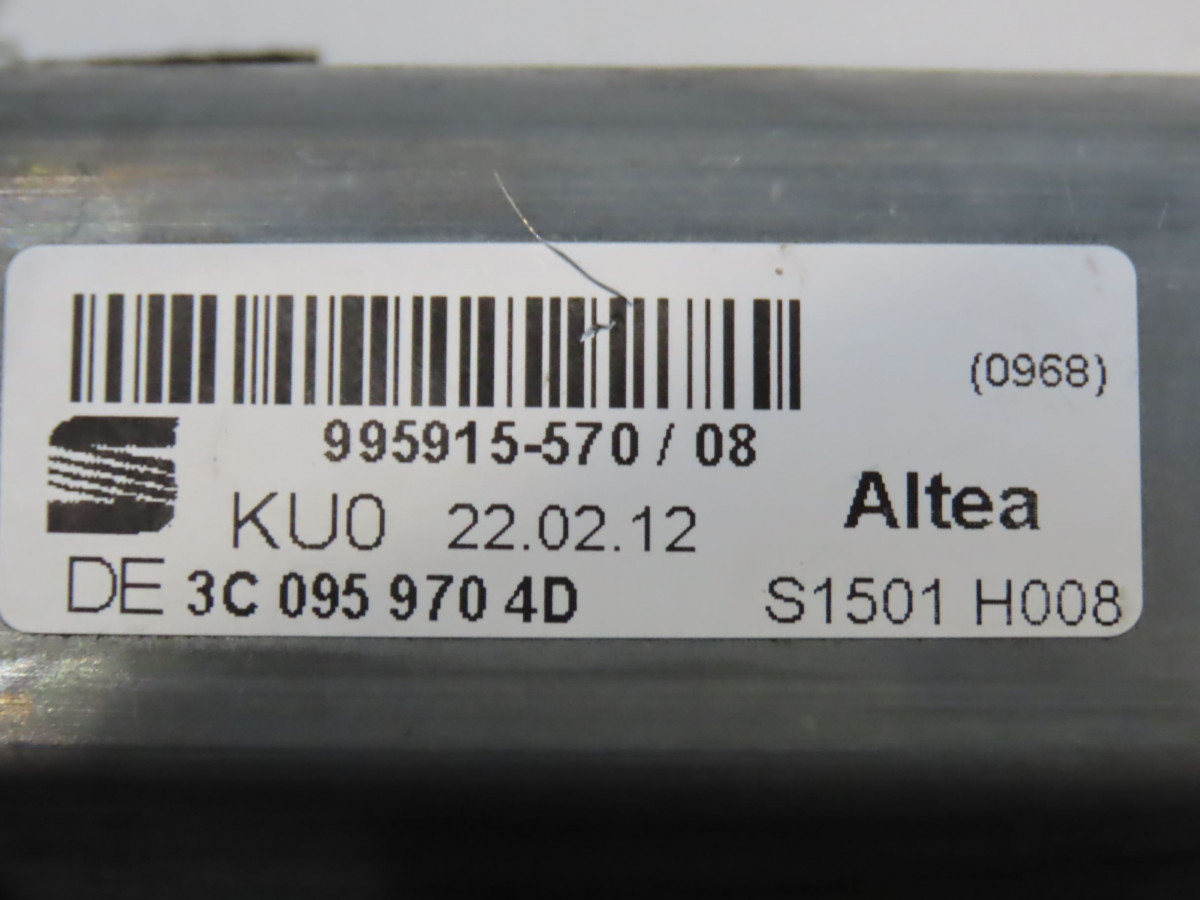 (0968)
995915-570 / 08
KU0 22.02.12
Altea
DE 3C 095 970 4D
S1501 H008